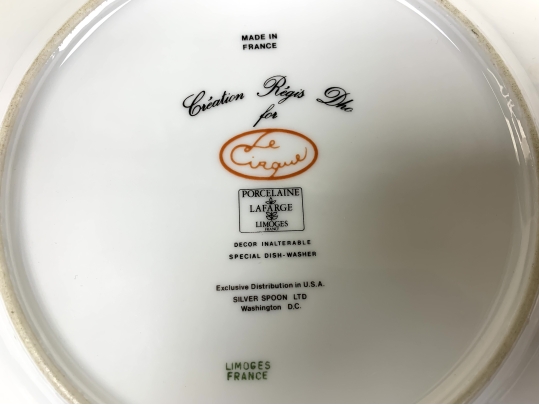 MADE IN
FRANCE
Création Régis Dho
for
Le
Cirque
PORCELAINE
LAFARGE
LIMOGES
FRANCE
DECOR INALTERABLE
SPECIAL DISH-WASHER
Exclusive Distribution in U.S.A.
SILVER SPOON LTD
Washington D.C.
LIMOGES
FRANCE